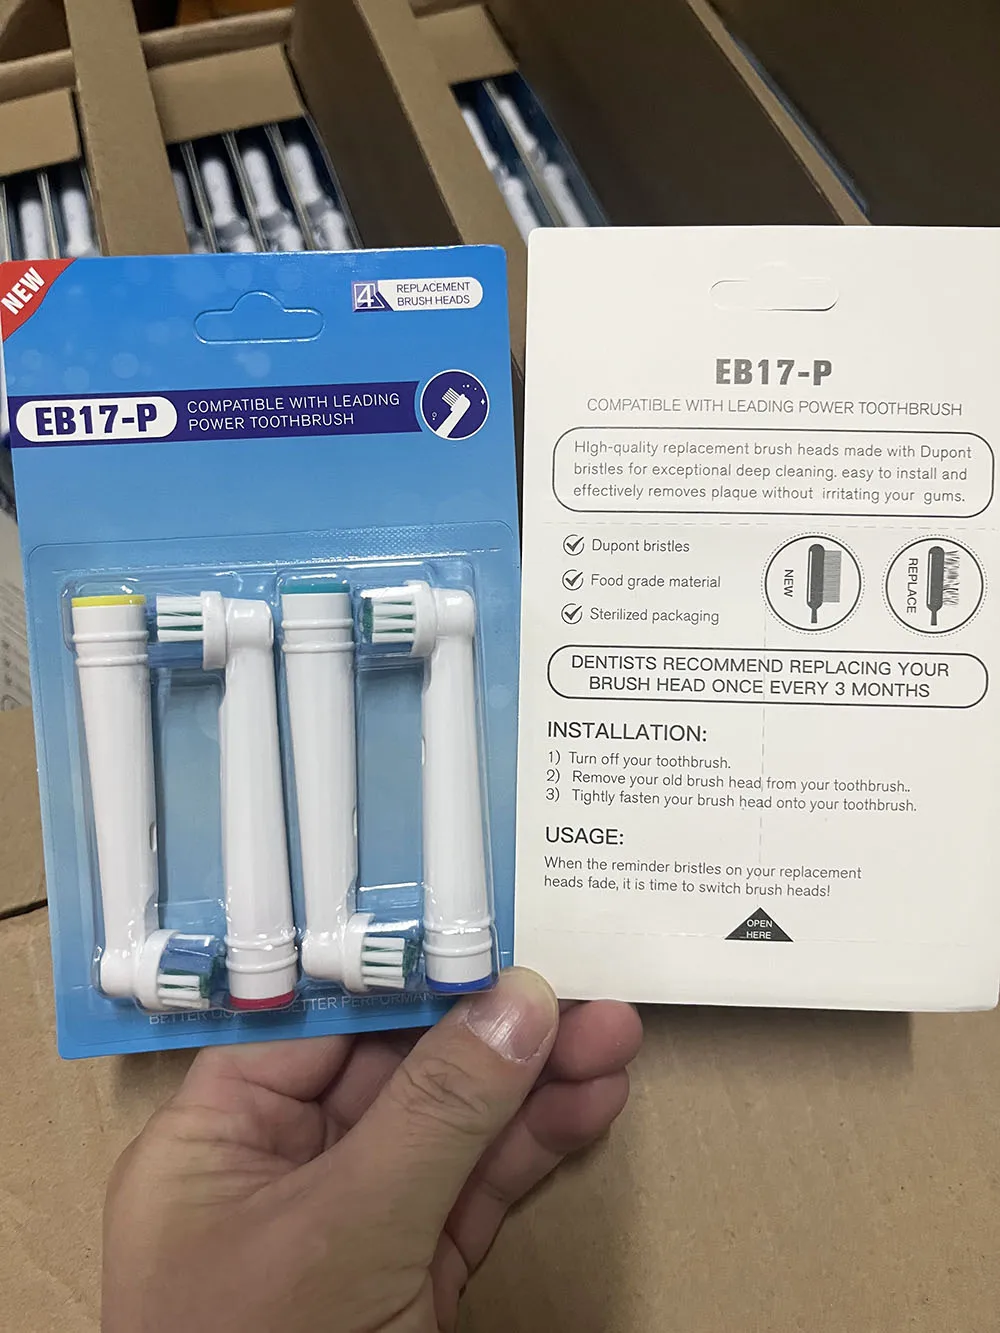 NEW
4
REPLACEMENT
BRUSH HEADS
EB17-P
COMPATIBLE WITH LEADING
POWER TOOTHBRUSH
BETTER PERFORMAN
EB17-P
COMPATIBLE WITH LEADING POWER TOOTHBRUSH
HIgh-quality replacement brush heads made with Dupont
bristles for exceptional deep cleaning. easy to install and
effectively removes plaque without irritating your gums.
Dupont bristles
Food grade material
Sterilized packaging
NEW
REPLACE
DENTISTS RECOMMEND REPLACING YOUR
BRUSH HEAD ONCE EVERY 3 MONTHS
INSTALLATION:
1) Turn off your toothbrush.
2) Remove your old brush head from your toothbrush..
3) Tightly fasten your brush head onto your toothbrush.
USAGE:
When the reminder bristles on your replacement
heads fade, it is time to switch brush heads!
OPEN
HERE